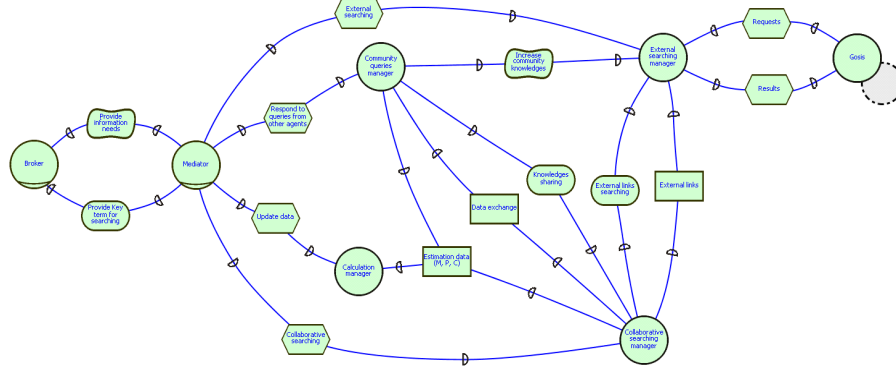 External
searching
Requests
Community
queries
manager
Increase
community
knowledges
External
searching
manager
Gosis
Results
Provide
information
needs
Respond to
queries from
other agents
Broker
Mediator
Knowledges
sharing
External links
searching
External links
Provide Key
term for
searching
Update data
Data exchange
Calculation
manager
Estimation data
(M, P, C)
Collaborative
searching
Collaborative
searching
manager